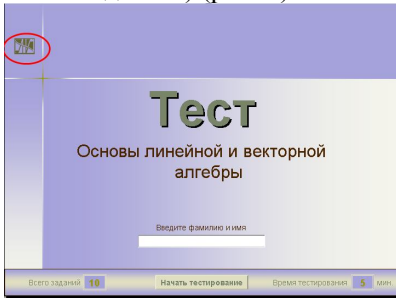 Тест
Основы линейной и векторной
алгебры
Введите фамилию и имя
Всего заданий 10 Начать тестирование Время тестирования 5 мин